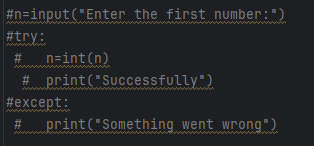 #n=input("Enter the first number:")
#try:
 #   n=int(n)
  #  print("Successfully")
#except:
 #   print("Something went wrong")